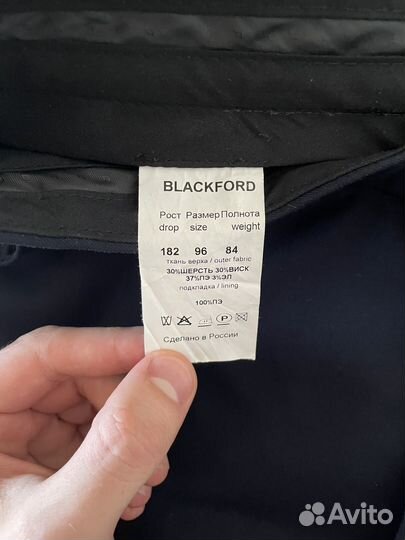 BLACKFORD
Рост Размер Полнота
drop size weight
182 96 84
ткань верха / outer fabric
30%ШЕРСТЬ 30%ВИСК
37%ПЭ 3%ЭЛ
подкладка / lining
100%ПЭ
W P
Сделано в России
Avito